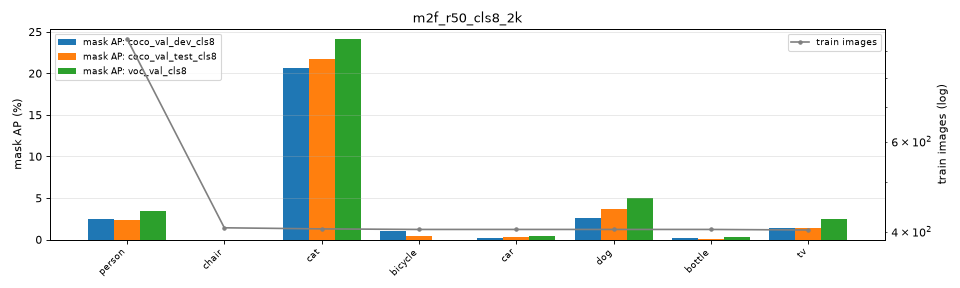 m2f_r50_cls8_2k
mask AP: coco_val_dev_cls8
mask AP: coco_val_test_cls8
mask AP: voc_val_cls8
train images
mask AP (%)
25
20
15
10
5
0
6 × 10²
4 × 10²
train images (log)
person
chair
cat
bicycle
car
dog
bottle
tv